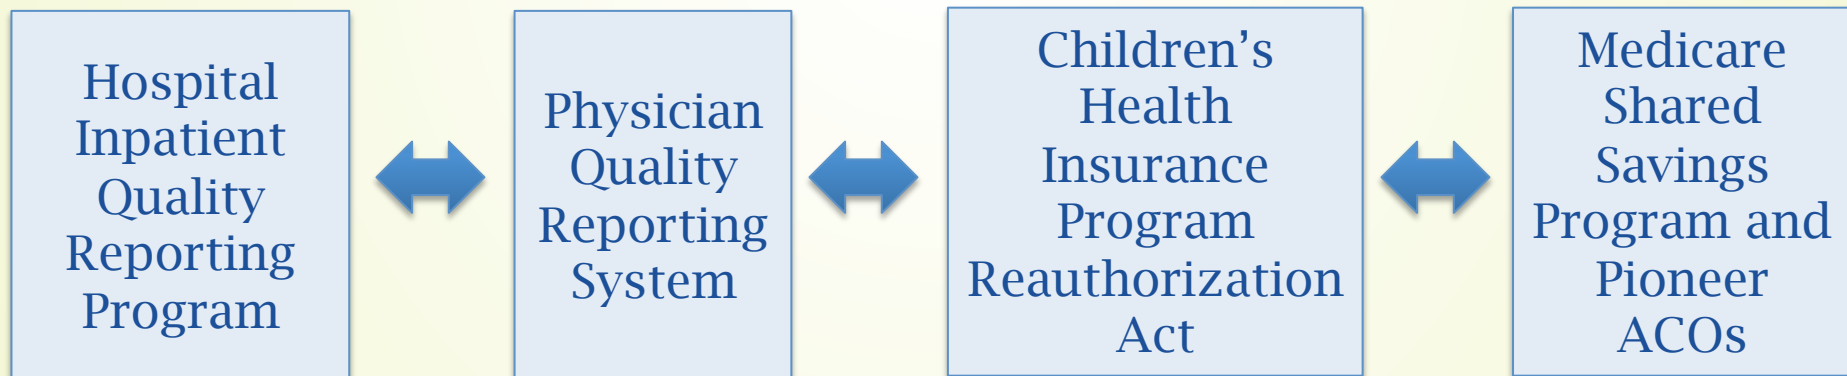 Hospital
Inpatient
Quality
Reporting
Program
Physician
Quality
Reporting
System
Children’s
Health
Insurance
Program
Reauthorization
Act
Medicare
Shared
Savings
Program and
Pioneer
ACOs